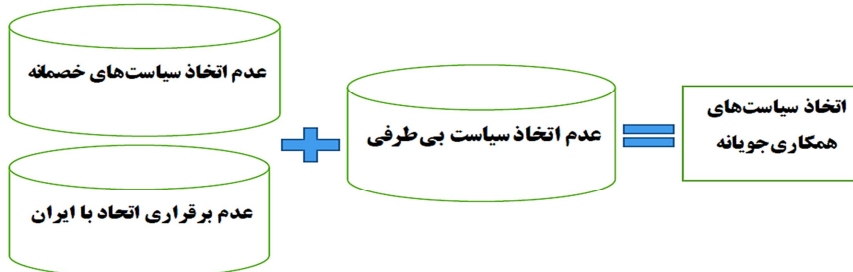 عدم اتخاذ سیاست‌های خصمانه
عدم برقراری اتحاد با ایران
عدم اتخاذ سیاست بی‌طرفی
اتخاذ سیاست‌های
همکاری‌جویانه